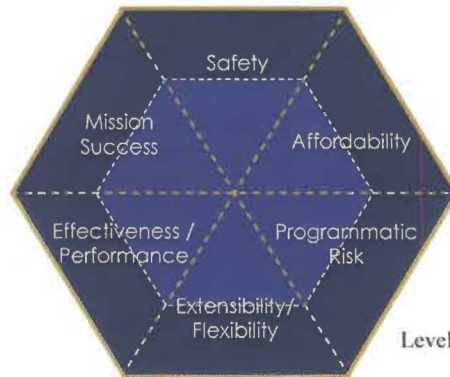 Safety
Mission
Success
Affordability
Effectiveness /
Performance
Programmatic
Risk
Extensibility/
Flexibility
Level